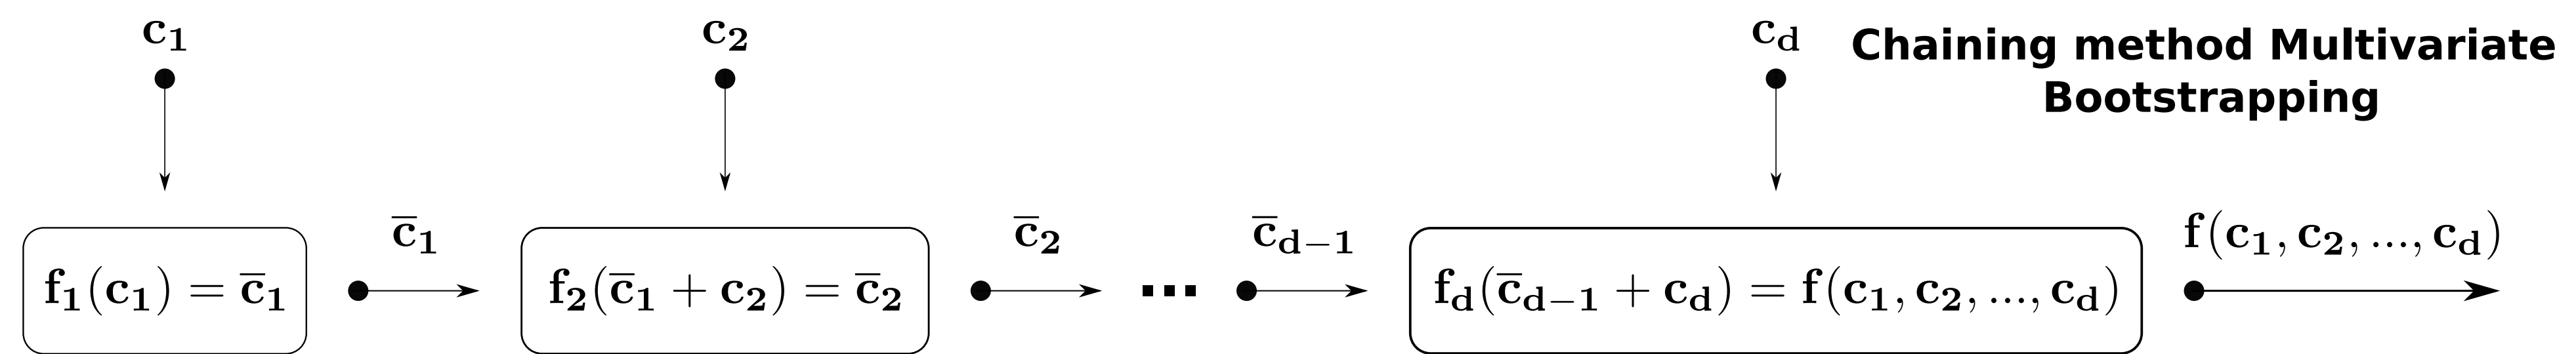 c₁
c₂
c_d
Chaining method Multivariate
Bootstrapping
c̅₁
c̅₂
c̅_{d−1}
f(c₁, c₂, ..., c_d)
f₁(c₁) = c̅₁
f₂(c̅₁ + c₂) = c̅₂
...
f_d(c̅_{d−1} + c_d) = f(c₁, c₂, ..., c_d)